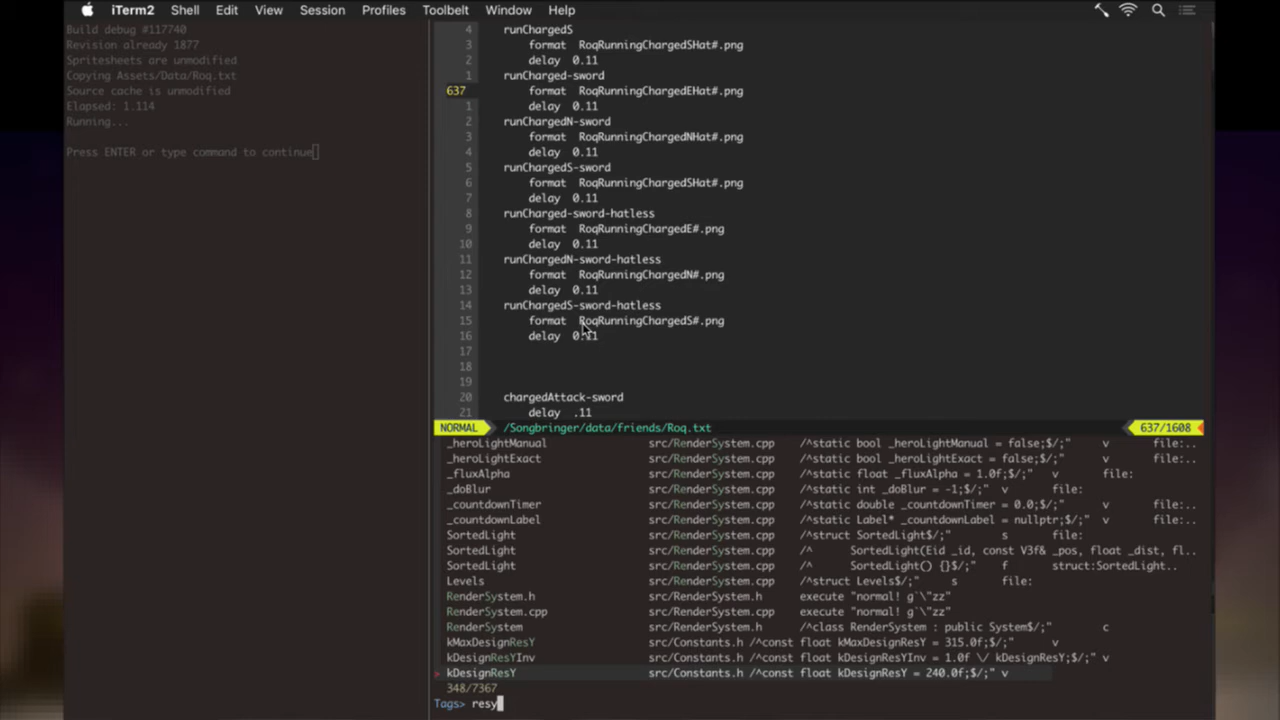 iTerm2 Shell Edit View Session Profiles Toolbelt Window Help
Build debug #117740
Revision already 1877
Spritesheets are unmodified
Copying Assets/Data/Roq.txt
Source cache is unmodified
Elapsed: 1.114
Running...
Press ENTER or type command to continue
4 runChargedS
3 format RoqRunningChargedSHat#.png
2 delay 0.11
1 runCharged-sword
637 format RoqRunningChargedEHat#.png
1 delay 0.11
2 runChargedN-sword
3 format RoqRunningChargedNHat#.png
4 delay 0.11
5 runChargedS-sword
6 format RoqRunningChargedSHat#.png
7 delay 0.11
8 runCharged-sword-hatless
9 format RoqRunningChargedE#.png
10 delay 0.11
11 runChargedN-sword-hatless
12 format RoqRunningChargedN#.png
13 delay 0.11
14 runChargedS-sword-hatless
15 format RoqRunningChargedS#.png
16 delay 0.11
17
18
19
20 chargedAttack-sword
21 delay .11
NORMAL /Songbringer/data/friends/Roq.txt 637/1608
_heroLightManual src/RenderSystem.cpp /^static bool _heroLightManual = false;$/;" v file:..
_heroLightExact src/RenderSystem.cpp /^static bool _heroLightExact = false;$/;" v file:..
_fluxAlpha src/RenderSystem.cpp /^static float _fluxAlpha = 1.0f;$/;" v file:
_doBlur src/RenderSystem.cpp /^static int _doBlur = -1;$/;" v file:
_countdownTimer src/RenderSystem.cpp /^static double _countdownTimer = 0.0;$/;" v file:..
_countdownLabel src/RenderSystem.cpp /^static Label* _countdownLabel = nullptr;$/;" v file:..
SortedLight src/RenderSystem.cpp /^struct SortedLight$/;" s file:
SortedLight src/RenderSystem.cpp /^ SortedLight(Eid _id, const V3f& _pos, float _dist, fl..
SortedLight src/RenderSystem.cpp /^ SortedLight() {}$/;" f struct:SortedLight..
Levels src/RenderSystem.cpp /^struct Levels$/;" s file:
RenderSystem.h src/RenderSystem.h execute "normal! g`\"zz"
RenderSystem.cpp src/RenderSystem.cpp execute "normal! g`\"zz"
RenderSystem src/RenderSystem.h /^class RenderSystem : public System$/;" c
kMaxDesignResY src/Constants.h /^const float kMaxDesignResY = 315.0f;$/;" v
kDesignResYInv src/Constants.h /^const float kDesignResYInv = 1.0f \/ kDesignResY;$/;" v
> kDesignResY src/Constants.h /^const float kDesignResY = 240.0f;$/;" v
348/7367
Tags> resy